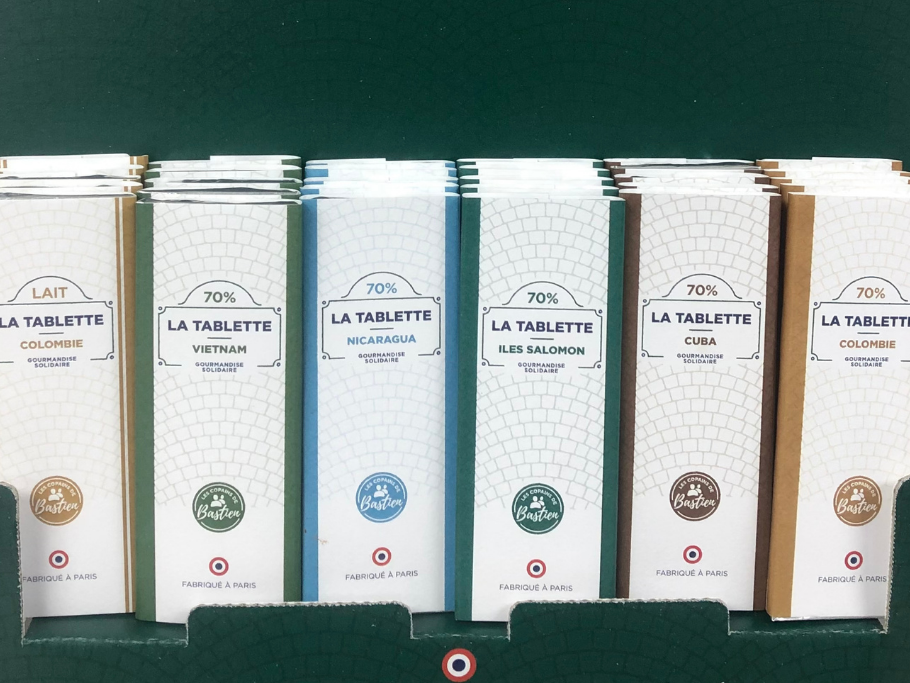 LAIT
LA TABLETTE
COLOMBIE
GOURMANDISE
SOLIDAIRE
LES COPAINS DE
Bastien
FABRIQUÉ À PARIS
70%
LA TABLETTE
VIETNAM
GOURMANDISE
SOLIDAIRE
LES COPAINS DE
Bastien
FABRIQUÉ À PARIS
70%
LA TABLETTE
NICARAGUA
GOURMANDISE
SOLIDAIRE
LES COPAINS DE
Bastien
FABRIQUÉ À PARIS
70%
LA TABLETTE
ILES SALOMON
GOURMANDISE
SOLIDAIRE
LES COPAINS DE
Bastien
FABRIQUÉ À PARIS
70%
LA TABLETTE
CUBA
GOURMANDISE
SOLIDAIRE
LES COPAINS DE
Bastien
FABRIQUÉ À PARIS
70%
LA TABLETTE
COLOMBIE
GOURMANDISE
SOLIDAIRE
LES COPAINS DE
Bastien
FABRIQUÉ À PARIS